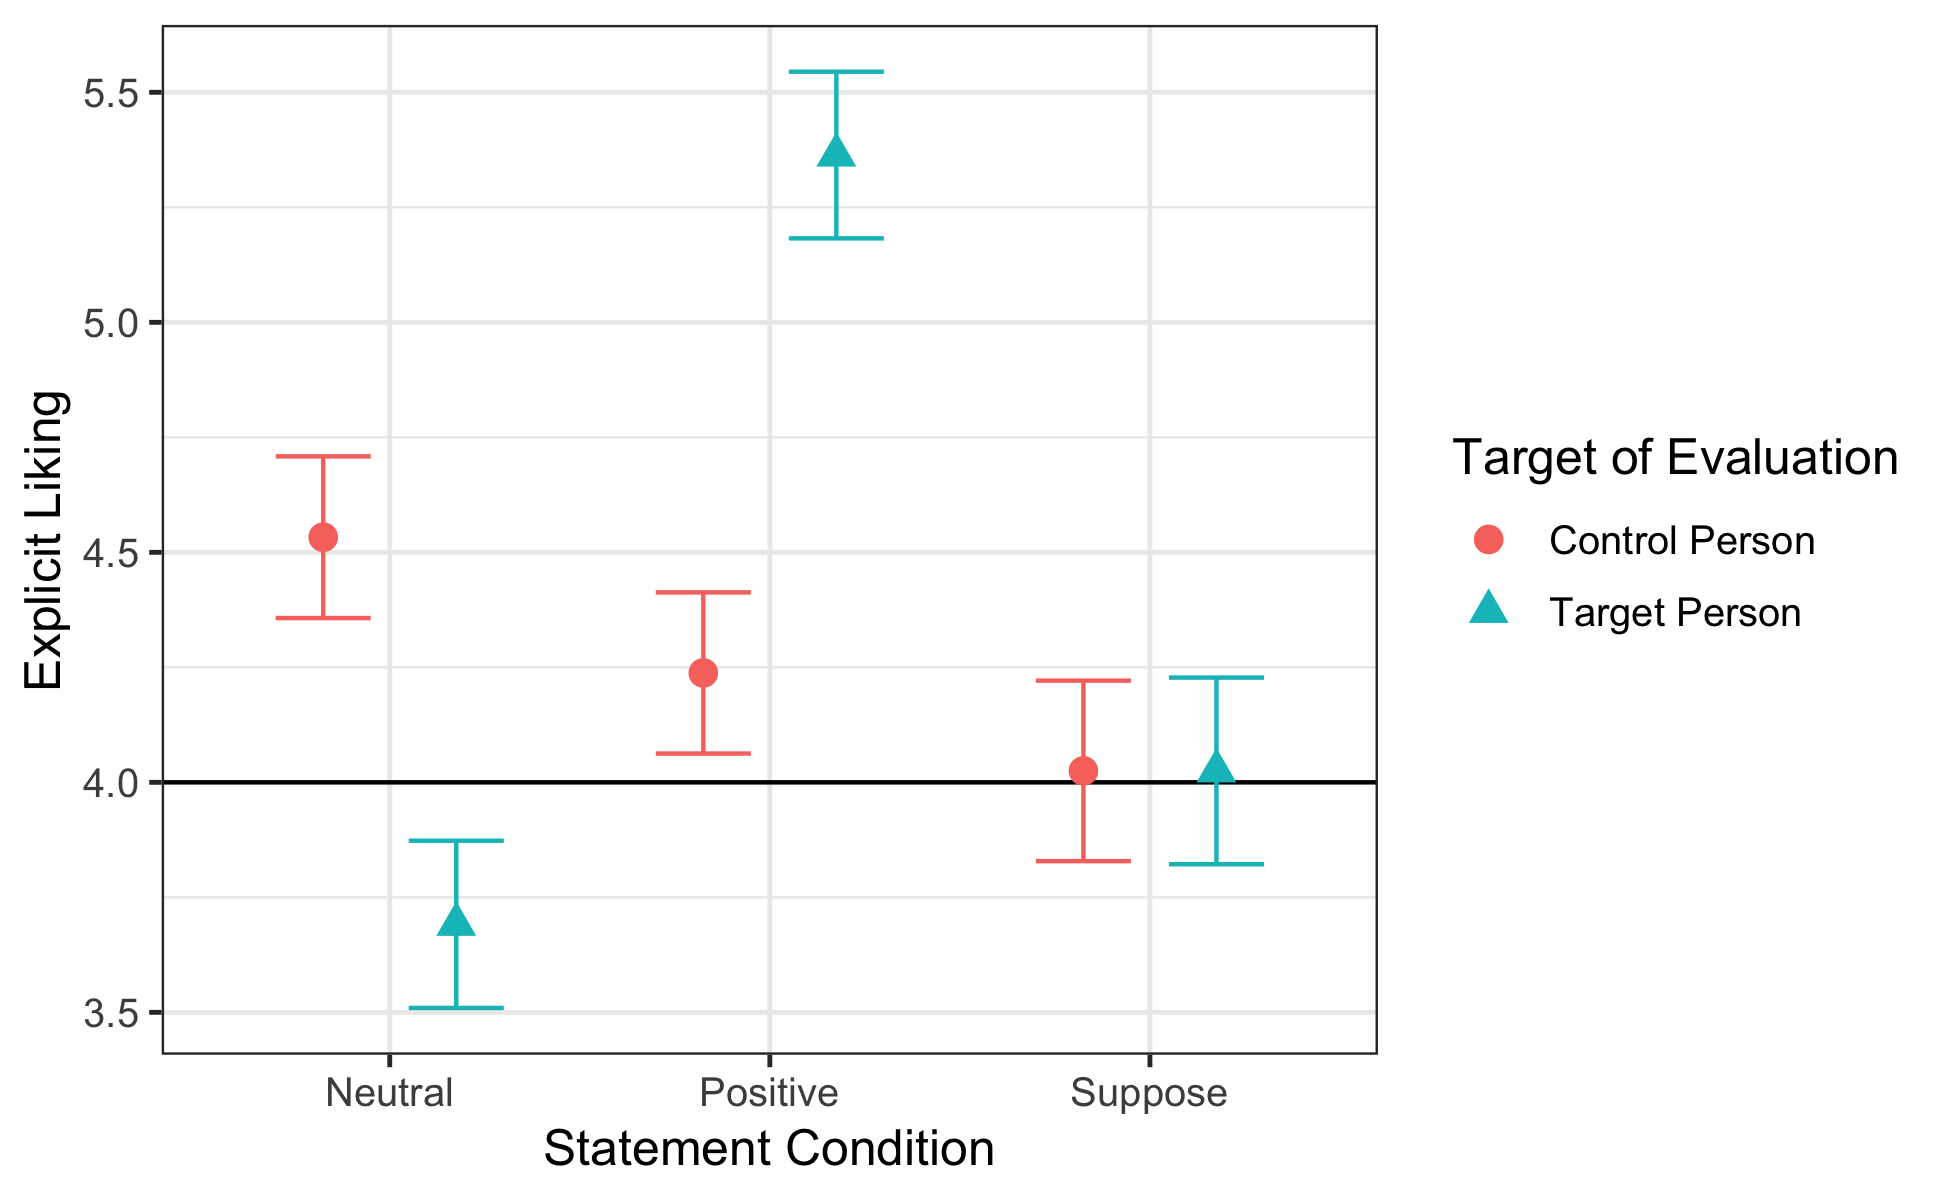 5.5
5.0
4.5
4.0
3.5
Explicit Liking
Neutral
Positive
Suppose
Statement Condition
Target of Evaluation
Control Person
Target Person